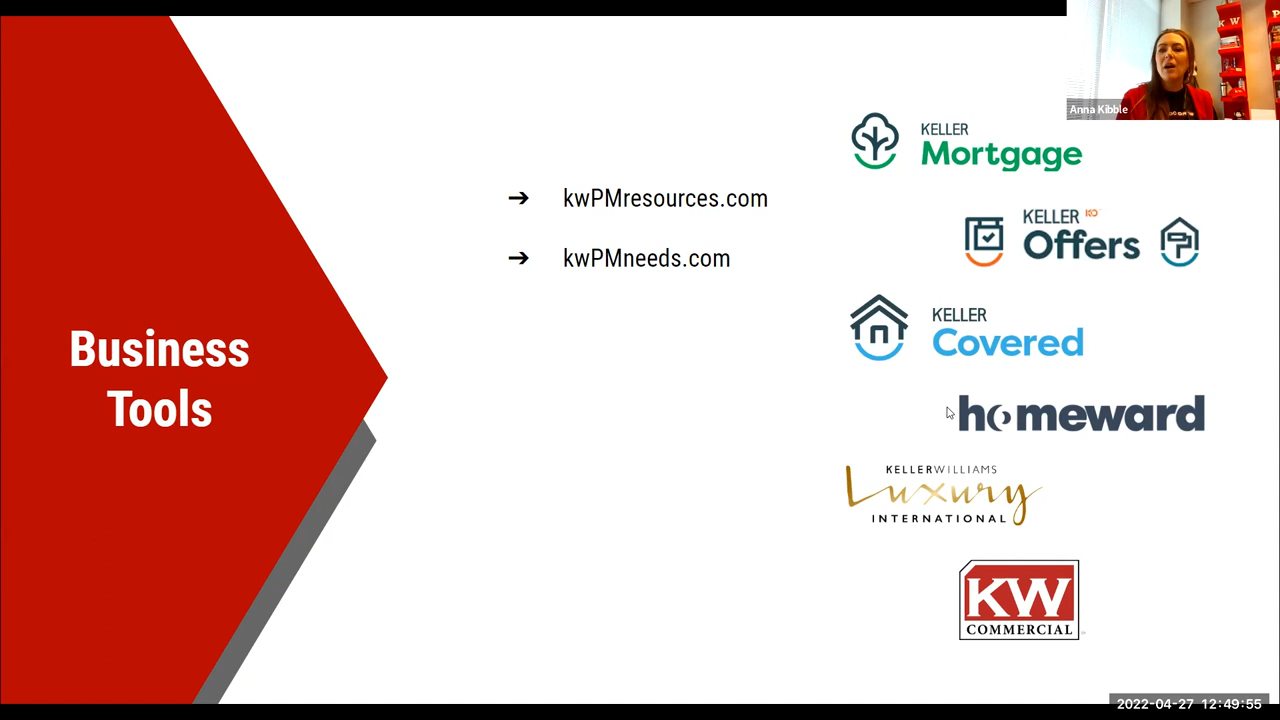 Business
Tools
➔ kwPMresources.com
➔ kwPMneeds.com
KELLER
Mortgage
KELLER KO
Offers
KELLER
Covered
homeward
KELLERWILLIAMS
Luxury
INTERNATIONAL
KW
COMMERCIAL
K W
Anna Kibble
2022-04-27 12:49:55